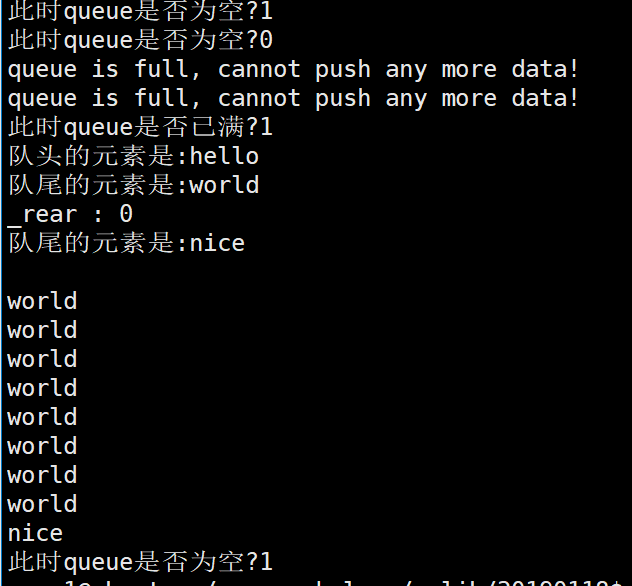 此时queue是否为空?1
此时queue是否为空?0
queue is full, cannot push any more data!
queue is full, cannot push any more data!
此时queue是否已满?1
队头的元素是:hello
队尾的元素是:world
_rear : 0
队尾的元素是:nice
world
world
world
world
world
world
world
world
nice
此时queue是否为空?1